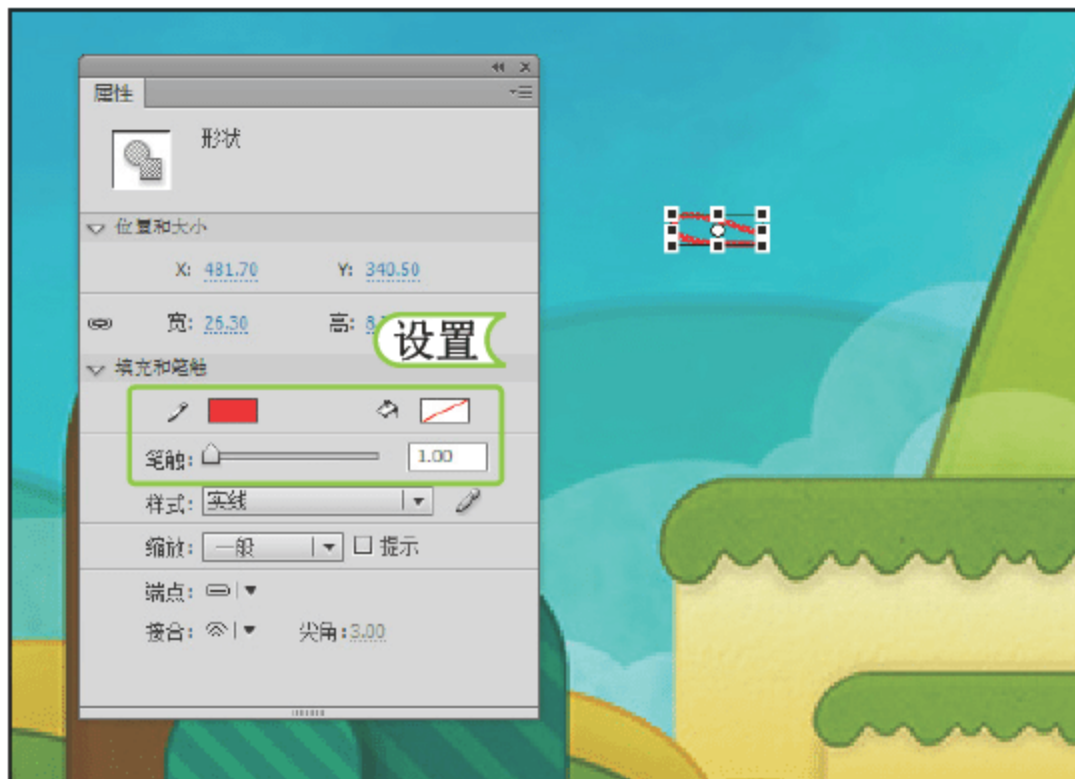 属性
形状
位置和大小
X: 481.70 Y: 340.50
宽: 26.30 高: 8.
设置
填充和笔触
笔触: 1.00
样式: 实线
缩放: 一般 提示
端点:
接合: 尖角: 3.00